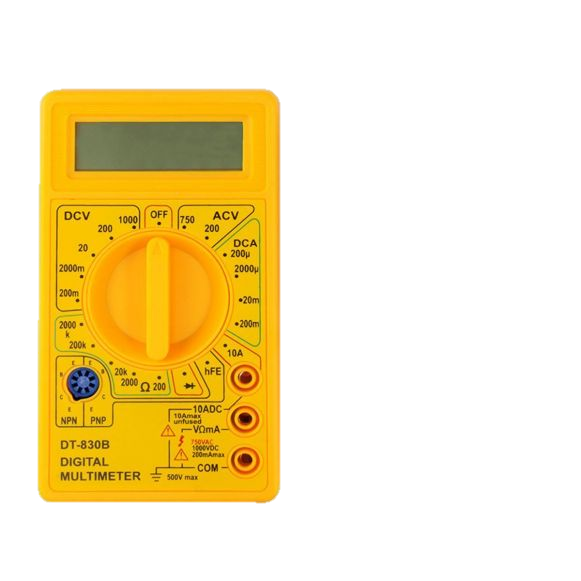 DCV
1000
OFF
750
ACV
200
200
DCA
20
200µ
2000m
2000µ
200m
20m
2000
k
200m
200k
10A
20k
hFE
2000
Ω
200
E
E
B
B
C
C
E
E
NPN
PNP
10ADC
10Amax
unfused
VΩmA
750VAC
1000VDC
200mAmax
COM
500V max
DT-830B
DIGITAL
MULTIMETER